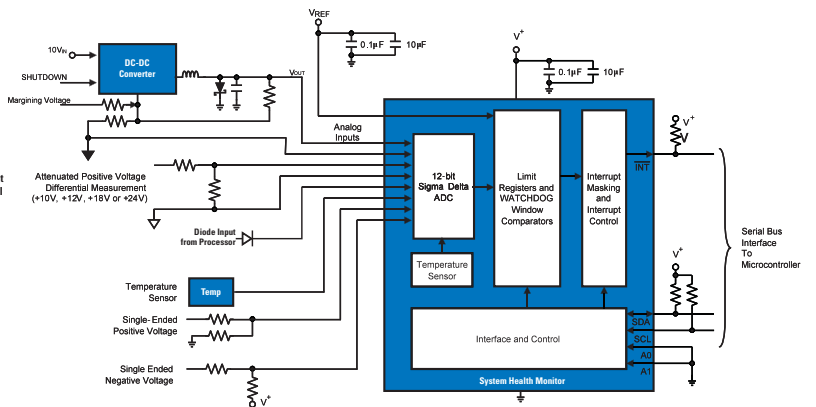 VREF
0.1µF
10µF
V+
0.1µF
10µF
10VIN
DC-DC
Converter
SHUTDOWN
VOUT
Margining Voltage
Analog
Inputs
V+
V
INT
t
l
Attenuated Positive Voltage
Differential Measurement
(+10V, +12V, +18V or +24V)
12-bit
Sigma Delta
ADC
Limit
Registers and
WATCHDOG
Window
Comparators
Interrupt
Masking
and
Interrupt
Control
Diode Input
from Processor
Temperature
Sensor
Serial Bus
Interface
To
Microcontroller
V+
Temperature
Sensor
Temp
Single- Ended
Positive Voltage
Interface and Control
SDA
SCL
A0
A1
Single Ended
Negative Voltage
V+
System Health Monitor